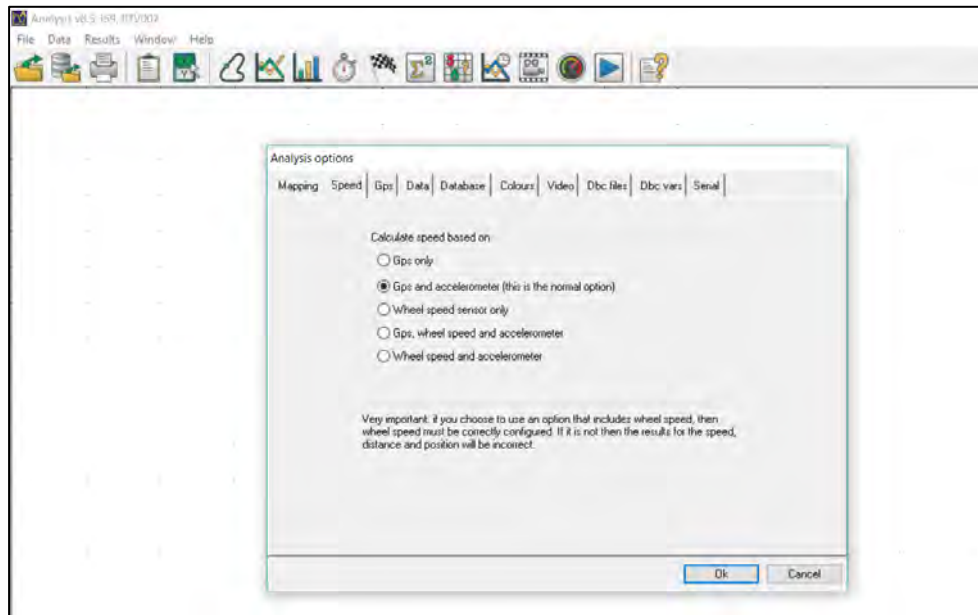 Analyst v8.5
File Data Results Window Help
Analysis options
Mapping Speed Gps Data Database Colours Video Dbc files Dbc vars Serial
Calculate speed based on
Gps only
Gps and accelerometer (this is the normal option)
Wheel speed sensor only
Gps, wheel speed and accelerometer
Wheel speed and accelerometer
Very important: if you choose to use an option that includes wheel speed, then
wheel speed must be correctly configured. If it is not then the results for the speed,
distance and position will be incorrect.
Ok Cancel